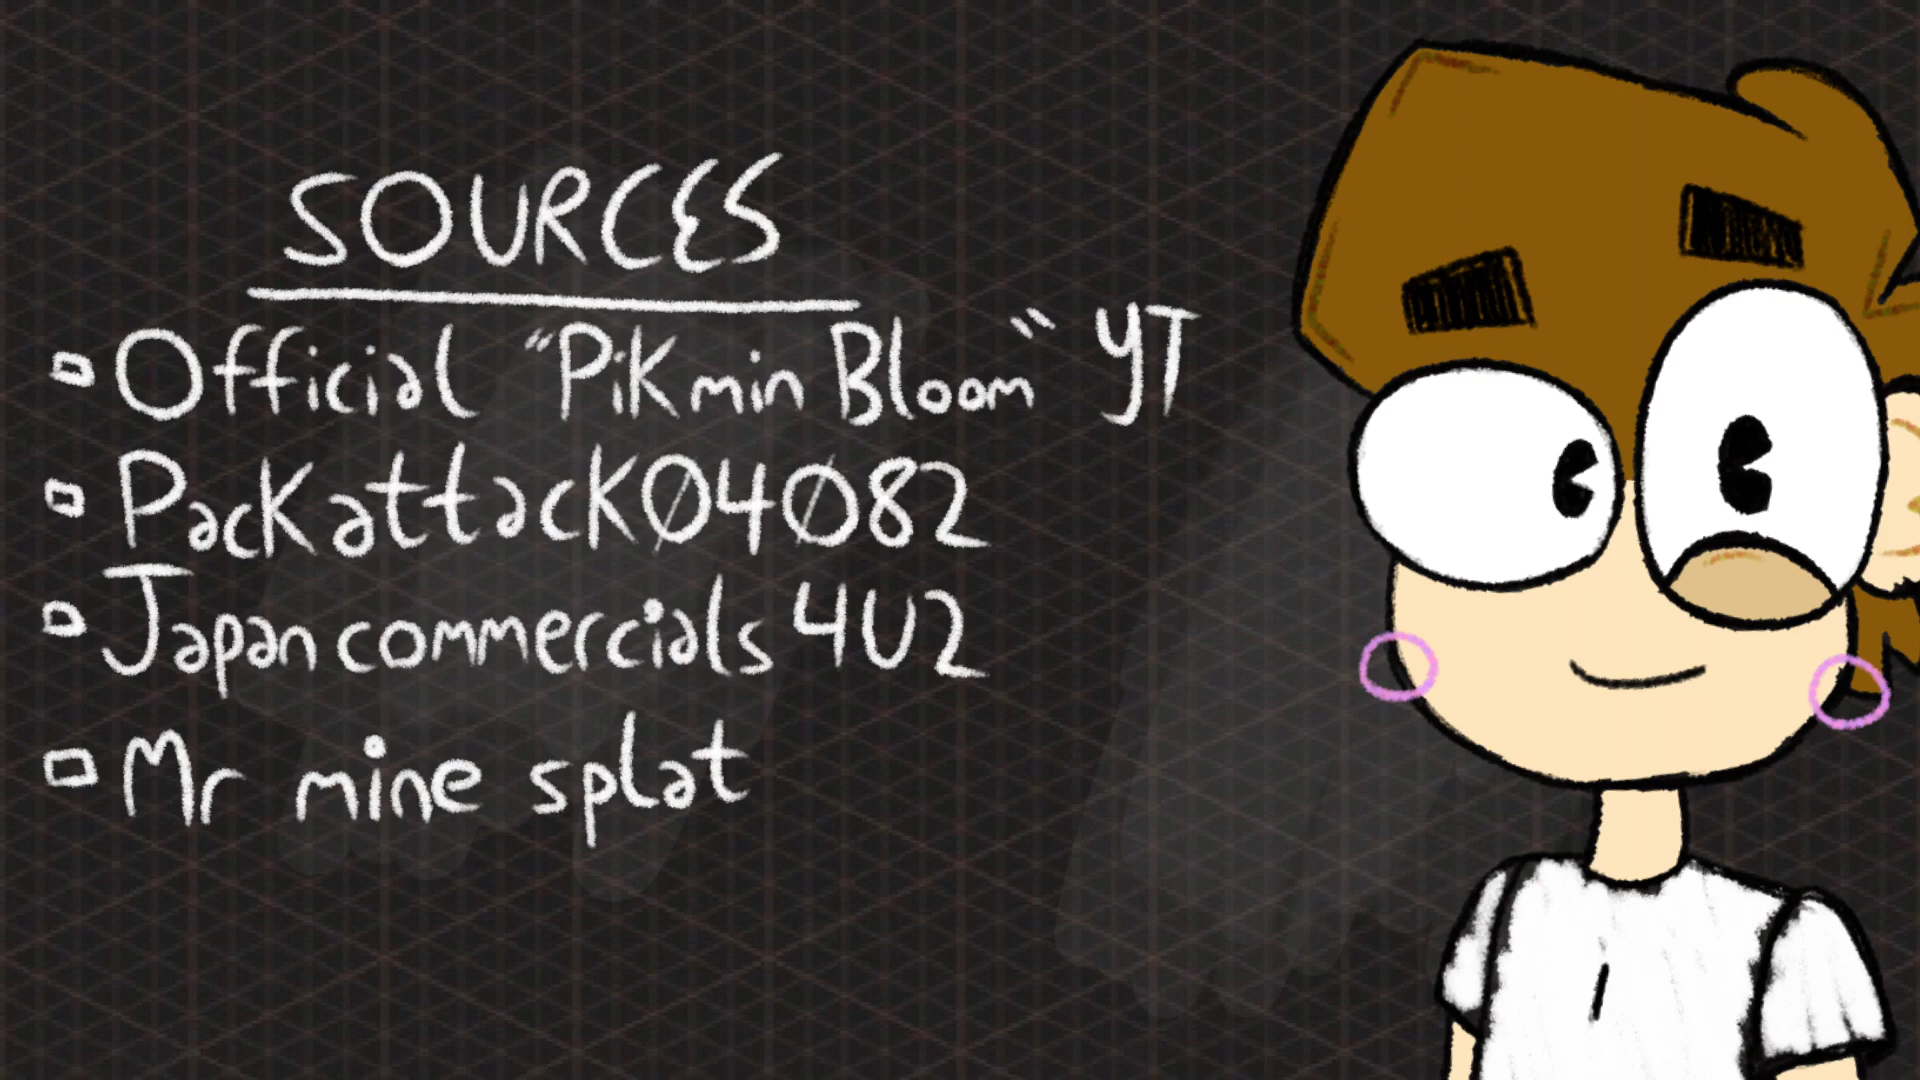 SOURCES
Official "Pikmin Bloom" YT
Packattack04082
Japan commercials 4U2
Mr mine splat